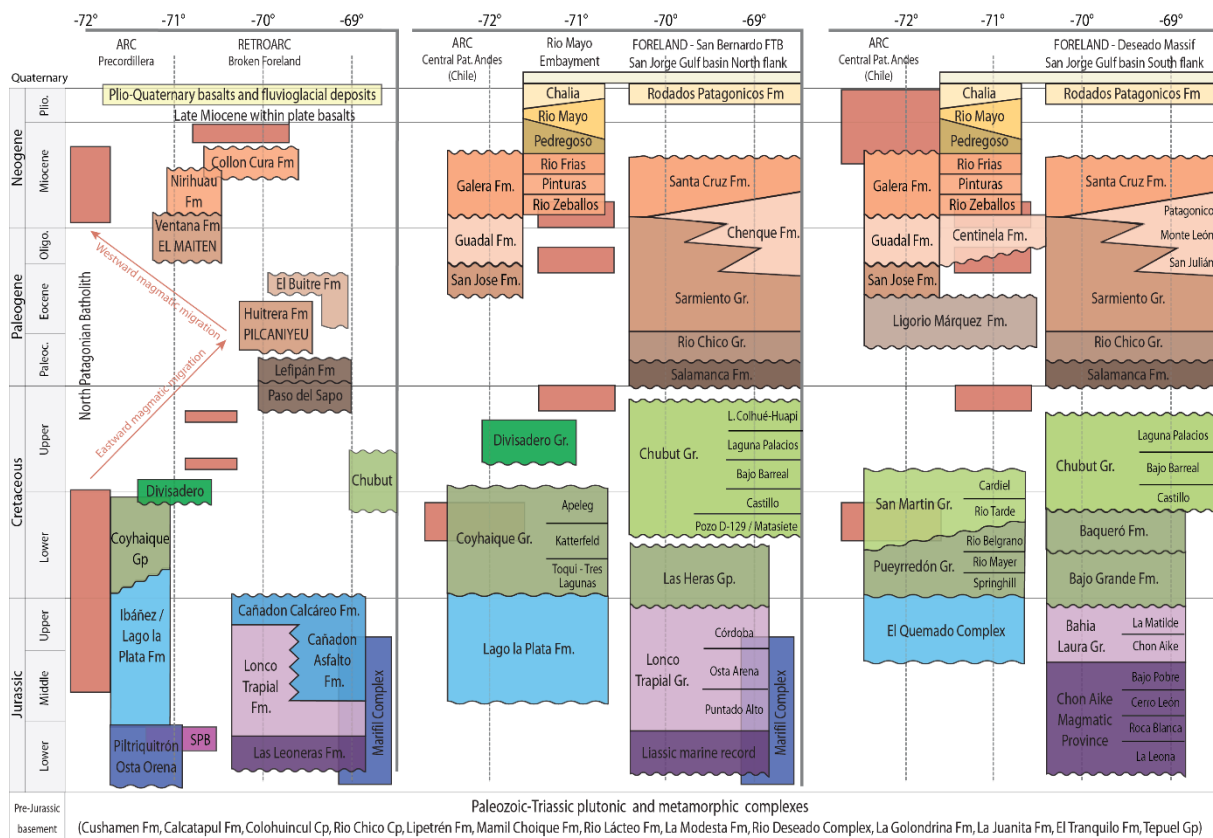 -72°
-71°
-70°
-69°
-72°
-71°
-70°
-69°
-72°
-71°
-70°
-69°
ARC
Precordillera
RETROARC
Broken Foreland
ARC
Central Pat. Andes
(Chile)
Rio Mayo
Embayment
FORELAND - San Bernardo FTB
San Jorge Gulf basin North flank
ARC
Central Pat. Andes
(Chile)
FORELAND - Deseado Massif
San Jorge Gulf basin South flank
Quaternary
Neogene
Plio.
Miocene
Paleogene
Oligo.
Eocene
Paleoc.
Cretaceous
Upper
Lower
Jurassic
Upper
Middle
Lower
Plio-Quaternary basalts and fluvioglacial deposits
Late Miocene within plate basalts
Collon Cura Fm
Nirihuau
Fm
Ventana Fm
EL MAITEN
Westward magmatic migration
El Buitre Fm
Huitrera Fm
PILCANIYEU
Eastward magmatic migration
North Patagonian Batholith
Lefipán Fm
Paso del Sapo
Chubut
Divisadero
Coyhaique
Gp
Ibáñez /
Lago la
Plata Fm
Cañadon Calcáreo Fm.
Cañadon
Asfalto
Fm.
Lonco
Trapial
Fm.
Marifil Complex
SPB
Piltriquitrón
Osta Orena
Las Leoneras Fm.
Chalia
Rio Mayo
Pedregoso
Rio Frias
Pinturas
Rio Zeballos
Galera Fm.
Guadal Fm.
San Jose Fm
Rodados Patagonicos Fm
Santa Cruz Fm.
Chenque Fm.
Sarmiento Gr.
Rio Chico Gr.
Salamanca Fm.
Divisadero Gr.
Chubut Gr.
L. Colhué-Huapi
Laguna Palacios
Bajo Barreal
Castillo
Pozo D-129 / Matasiete
Coyhaique Gr.
Apeleg
Katterfeld
Toqui - Tres
Lagunas
Las Heras Gp.
Lago la Plata Fm.
Lonco
Trapial Gr.
Córdoba
Osta Arena
Puntado Alto
Marifil Complex
Liassic marine record
Chalia
Rio Mayo
Pedregoso
Rio Frias
Pinturas
Rio Zeballos
Galera Fm.
Guadal Fm.
Centinela Fm.
San Jose Fm
Ligorio Márquez Fm.
Rodados Patagonicos Fm
Santa Cruz Fm.
Patagonico
Monte León
San Julián
Sarmiento Gr.
Rio Chico Gr.
Salamanca Fm.
Chubut Gr.
Laguna Palacios
Bajo Barreal
Castillo
San Martin Gr.
Cardiel
Rio Tarde
Pueyrredón Gr.
Rio Belgrano
Rio Mayer
Springhill
Baqueró Fm.
Bajo Grande Fm.
El Quemado Complex
Bahia
Laura Gr.
La Matilde
Chon Aike
Chon Aike
Magmatic
Province
Bajo Pobre
Cerro León
Roca Blanca
La Leona
Pre-Jurassic
basement
Paleozoic-Triassic plutonic and metamorphic complexes
(Cushamen Fm, Calcatapul Fm, Colohuincul Cp, Rio Chico Cp, Lipetrén Fm, Mamil Choique Fm, Rio Lácteo Fm, La Modesta Fm, Rio Deseado Complex, La Golondrina Fm, La Juanita Fm, El Tranquilo Fm, Tepuel Gp)